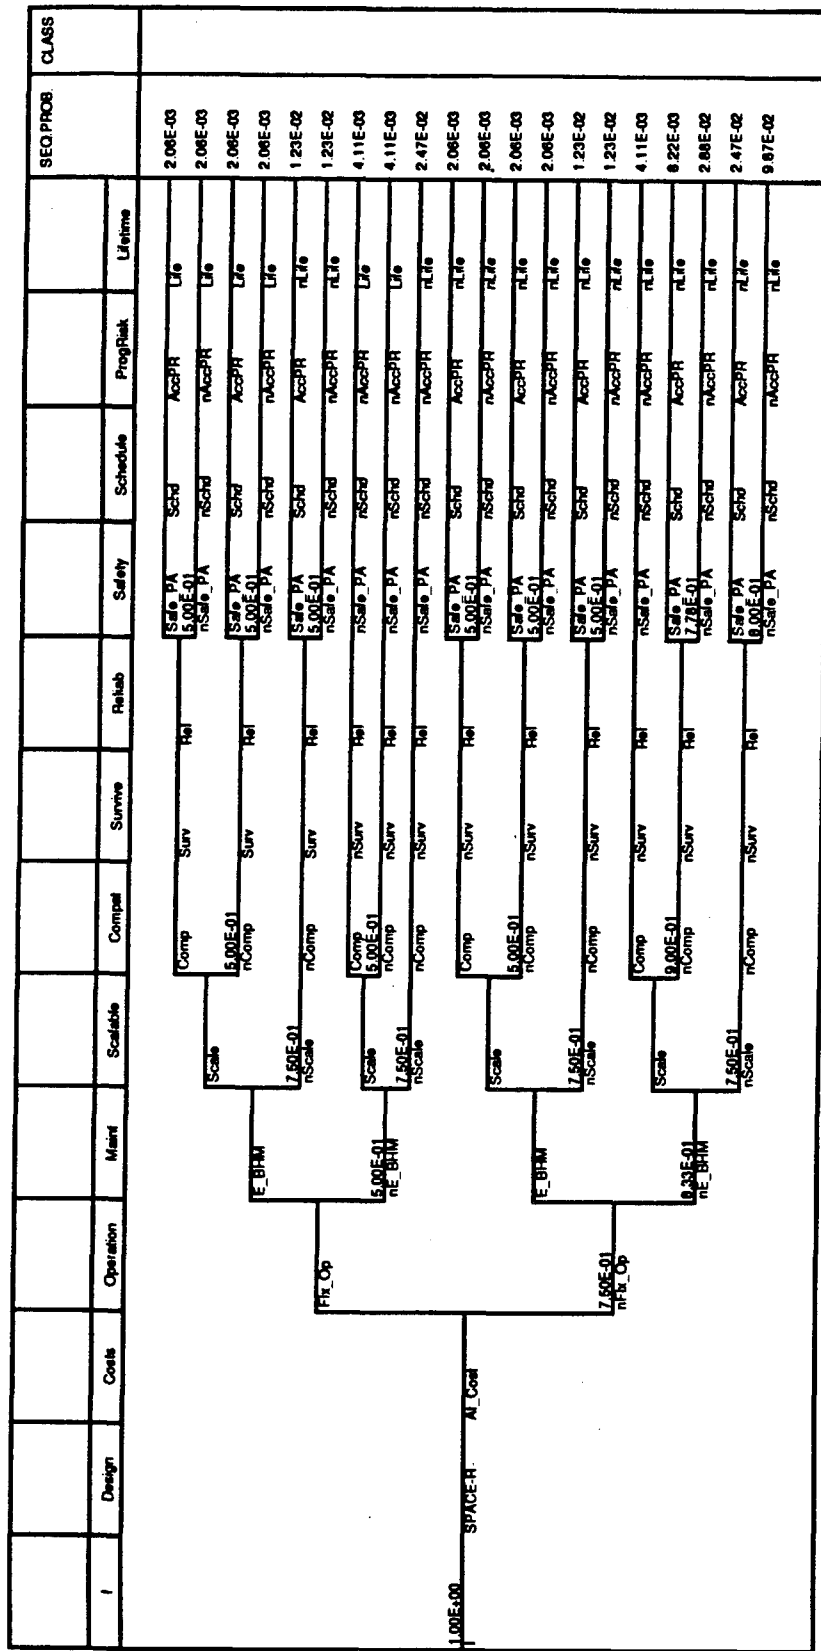 I Design Costs Operation Maint Scalable Compat Survive Reliab Safety Schedule ProgRisk Lifetime SEQ.PROB. CLASS
Safe_PA Schd AccPR Life 2.06E-03
Comp Surv Rel 5.00E-01
nSafe_PA nSchd nAccPR Life 2.06E-03
Scale
Safe_PA Schd AccPR Life 2.06E-03
5.00E-01 nComp Surv Rel 5.00E-01
nSafe_PA nSchd nAccPR Life 2.06E-03
E_BHM
Safe_PA Schd AccPR nLife 1.23E-02
7.50E-01 nScale nComp Surv Rel 5.00E-01
nSafe_PA nSchd nAccPR nLife 1.23E-02
Flx_Op
Comp nSurv Rel nSafe_PA nSchd nAccPR Life 4.11E-03
Scale 5.00E-01
nComp nSurv Rel nSafe_PA nSchd nAccPR Life 4.11E-03
5.00E-01 nE_BHM 7.50E-01
nScale nComp nSurv Rel nSafe_PA nSchd nAccPR nLife 2.47E-02
1.00E+00
I SPACE-R Al_Cost
Safe_PA Schd AccPR nLife 2.06E-03
Comp nSurv Rel 5.00E-01
nSafe_PA nSchd nAccPR nLife 2.06E-03
Scale
Safe_PA Schd AccPR nLife 2.06E-03
5.00E-01 nComp nSurv Rel 5.00E-01
nSafe_PA nSchd nAccPR nLife 2.06E-03
E_BHM
Safe_PA Schd AccPR nLife 1.23E-02
7.50E-01 nScale nComp nSurv Rel 5.00E-01
nSafe_PA nSchd nAccPR nLife 1.23E-02
7.50E-01 nFlx_Op
Comp nSurv Rel nSafe_PA nSchd nAccPR nLife 4.11E-03
Scale
Safe_PA Schd AccPR nLife 8.22E-03
9.00E-01 nComp nSurv Rel 7.78E-01
nSafe_PA nSchd nAccPR nLife 2.88E-02
8.33E-01 nE_BHM
Safe_PA Schd AccPR nLife 2.47E-02
7.50E-01 nScale nComp nSurv Rel 8.00E-01
nSafe_PA nSchd nAccPR nLife 9.87E-02